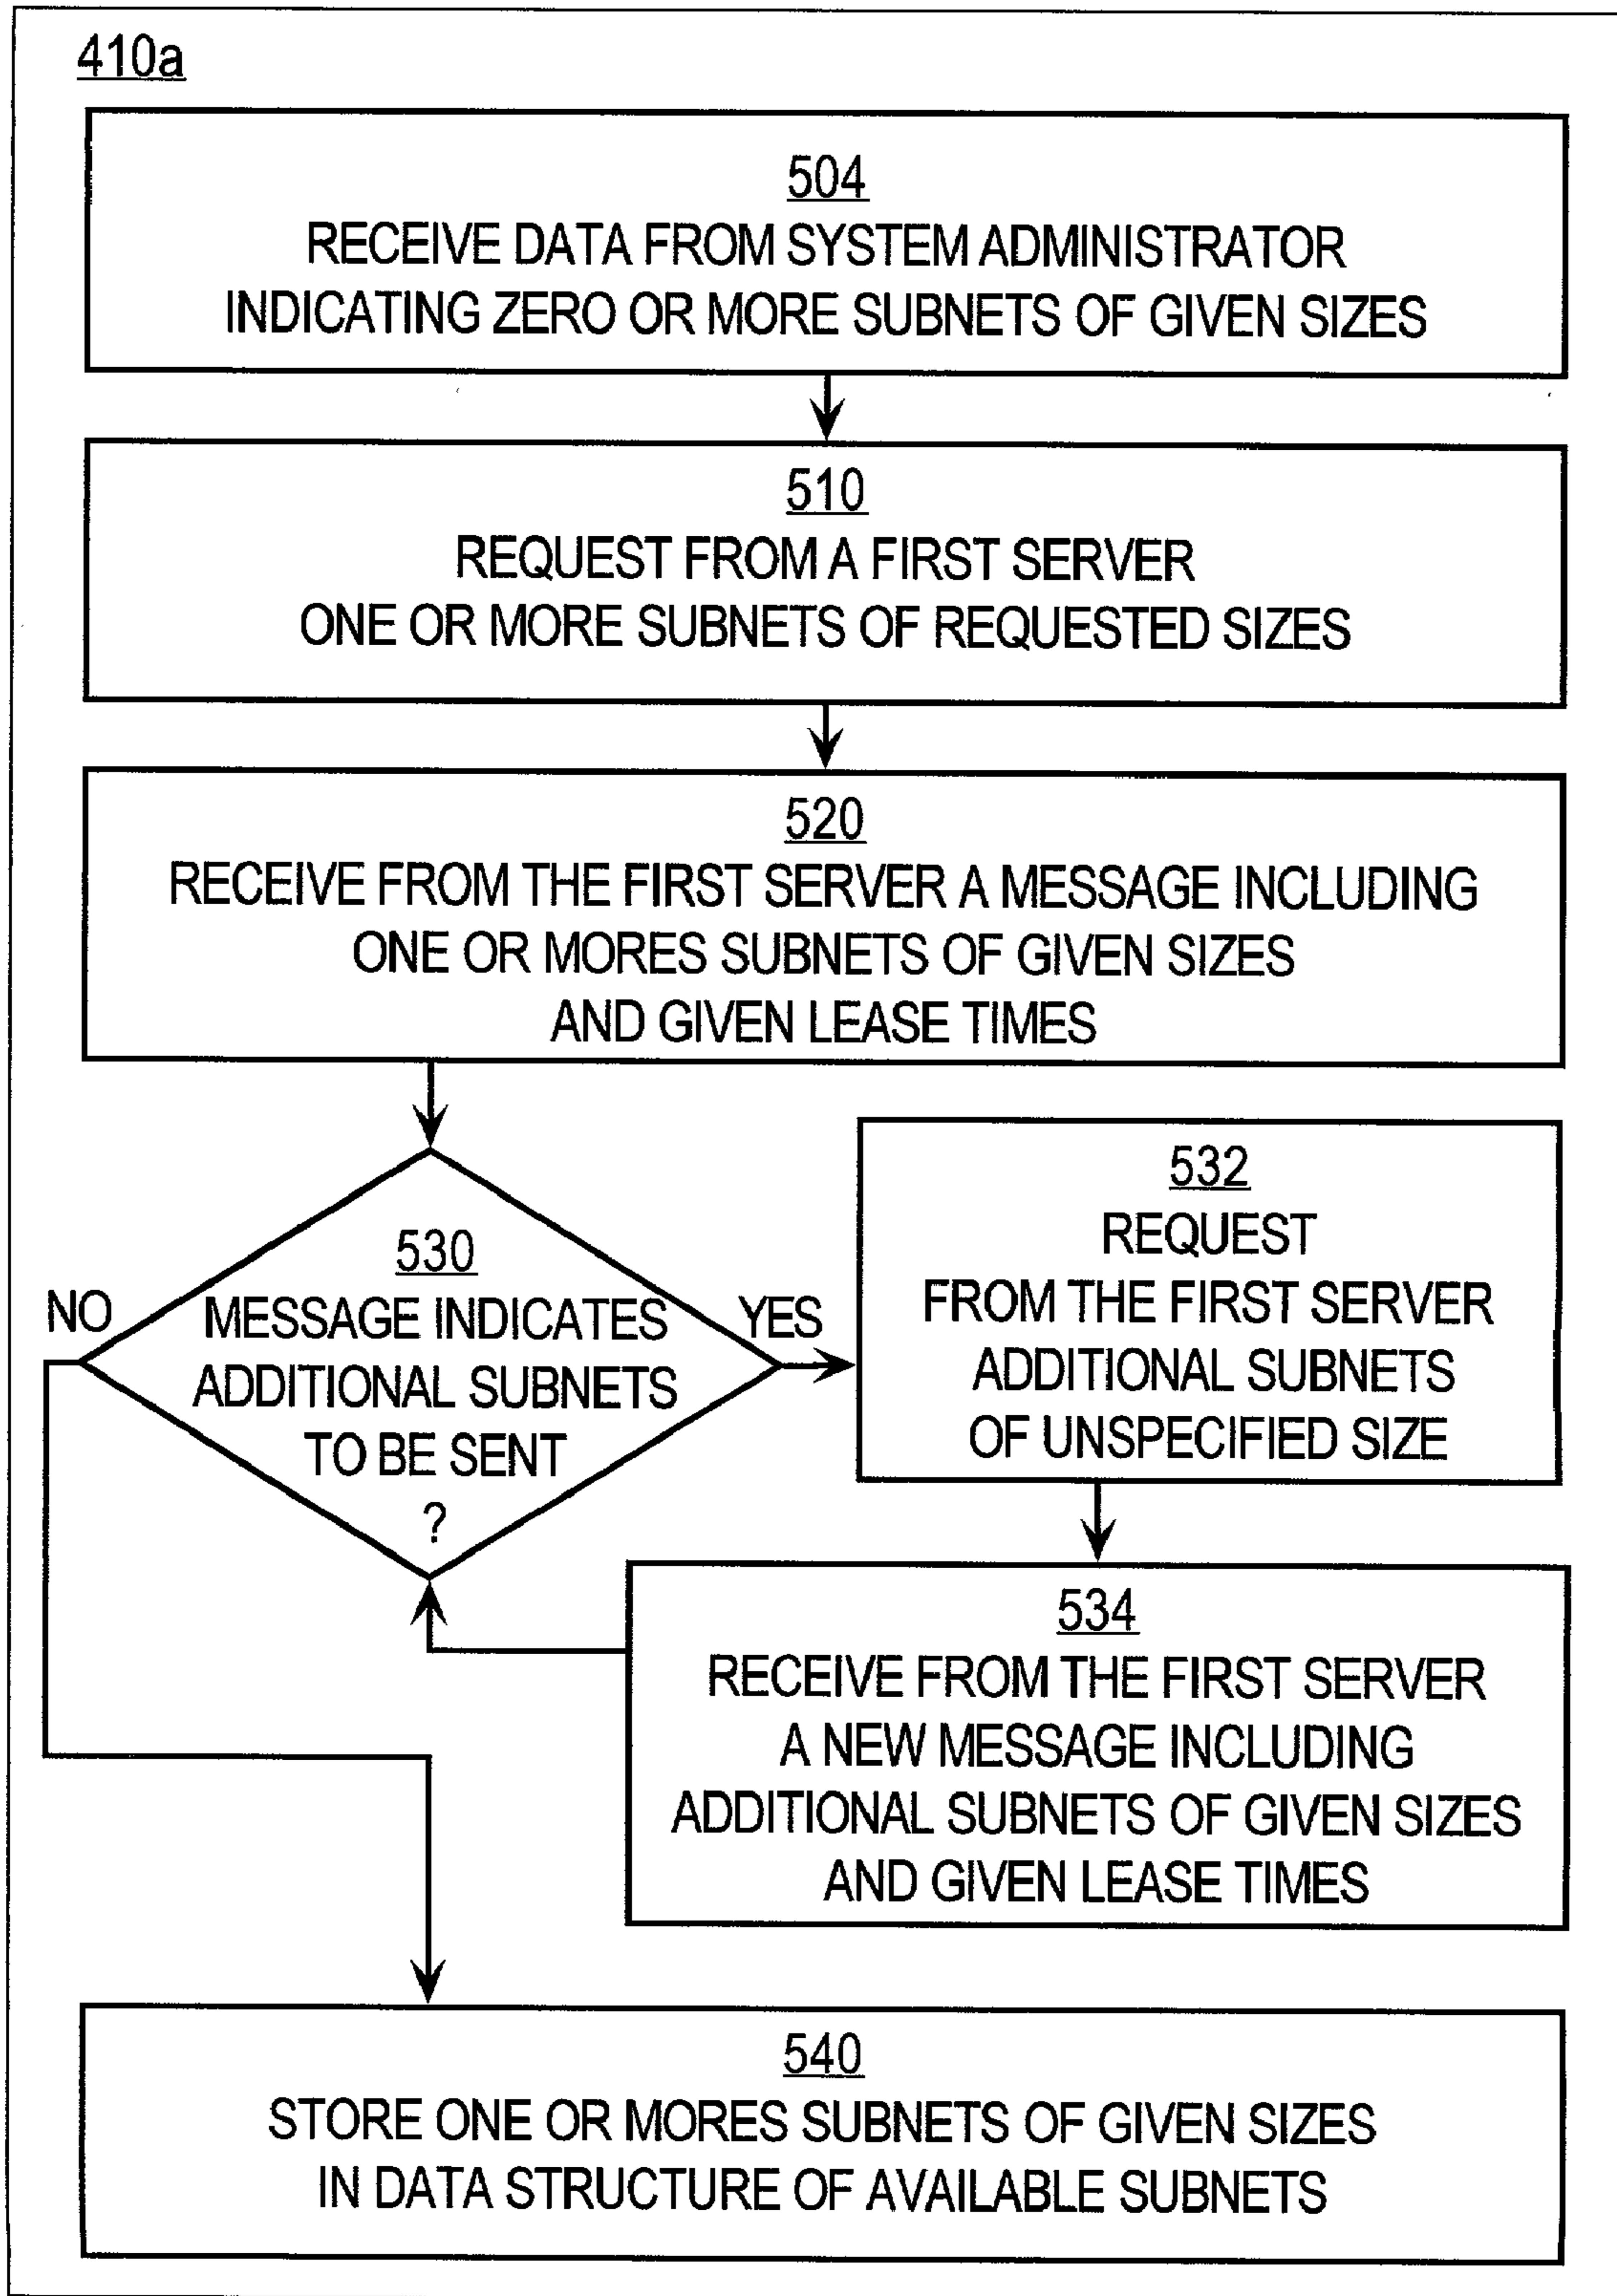 410a
504
RECEIVE DATA FROM SYSTEM ADMINISTRATOR
INDICATING ZERO OR MORE SUBNETS OF GIVEN SIZES
510
REQUEST FROM A FIRST SERVER
ONE OR MORE SUBNETS OF REQUESTED SIZES
520
RECEIVE FROM THE FIRST SERVER A MESSAGE INCLUDING
ONE OR MORES SUBNETS OF GIVEN SIZES
AND GIVEN LEASE TIMES
530
MESSAGE INDICATES
ADDITIONAL SUBNETS
TO BE SENT
?
NO
YES
532
REQUEST
FROM THE FIRST SERVER
ADDITIONAL SUBNETS
OF UNSPECIFIED SIZE
534
RECEIVE FROM THE FIRST SERVER
A NEW MESSAGE INCLUDING
ADDITIONAL SUBNETS OF GIVEN SIZES
AND GIVEN LEASE TIMES
540
STORE ONE OR MORES SUBNETS OF GIVEN SIZES
IN DATA STRUCTURE OF AVAILABLE SUBNETS